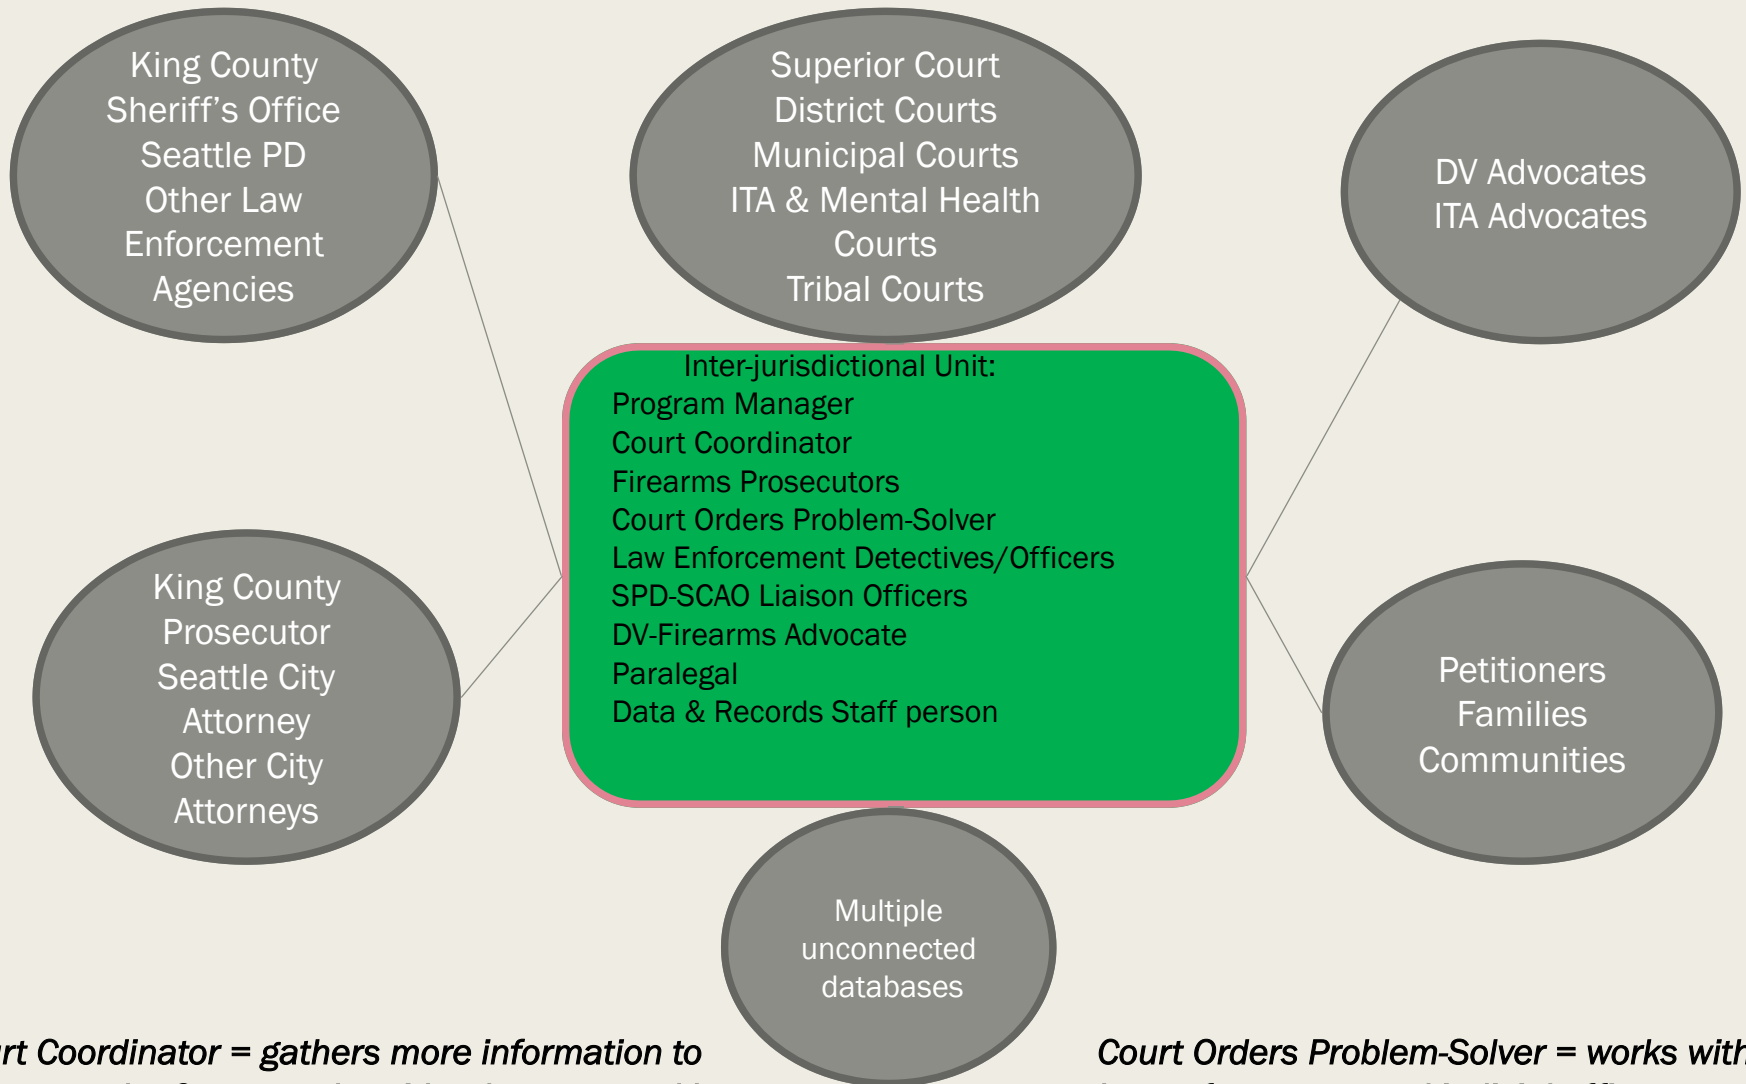 King County
Sheriff’s Office
Seattle PD
Other Law
Enforcement
Agencies
Superior Court
District Courts
Municipal Courts
ITA & Mental Health
Courts
Tribal Courts
DV Advocates
ITA Advocates
Inter-jurisdictional Unit:
Program Manager
Court Coordinator
Firearms Prosecutors
Court Orders Problem-Solver
Law Enforcement Detectives/Officers
SPD-SCAO Liaison Officers
DV-Firearms Advocate
Paralegal
Data & Records Staff person
King County
Prosecutor
Seattle City
Attorney
Other City
Attorneys
Petitioners
Families
Communities
Multiple
unconnected
databases
Coordinator = gathers more information to
Court Orders Problem-Solver = works with